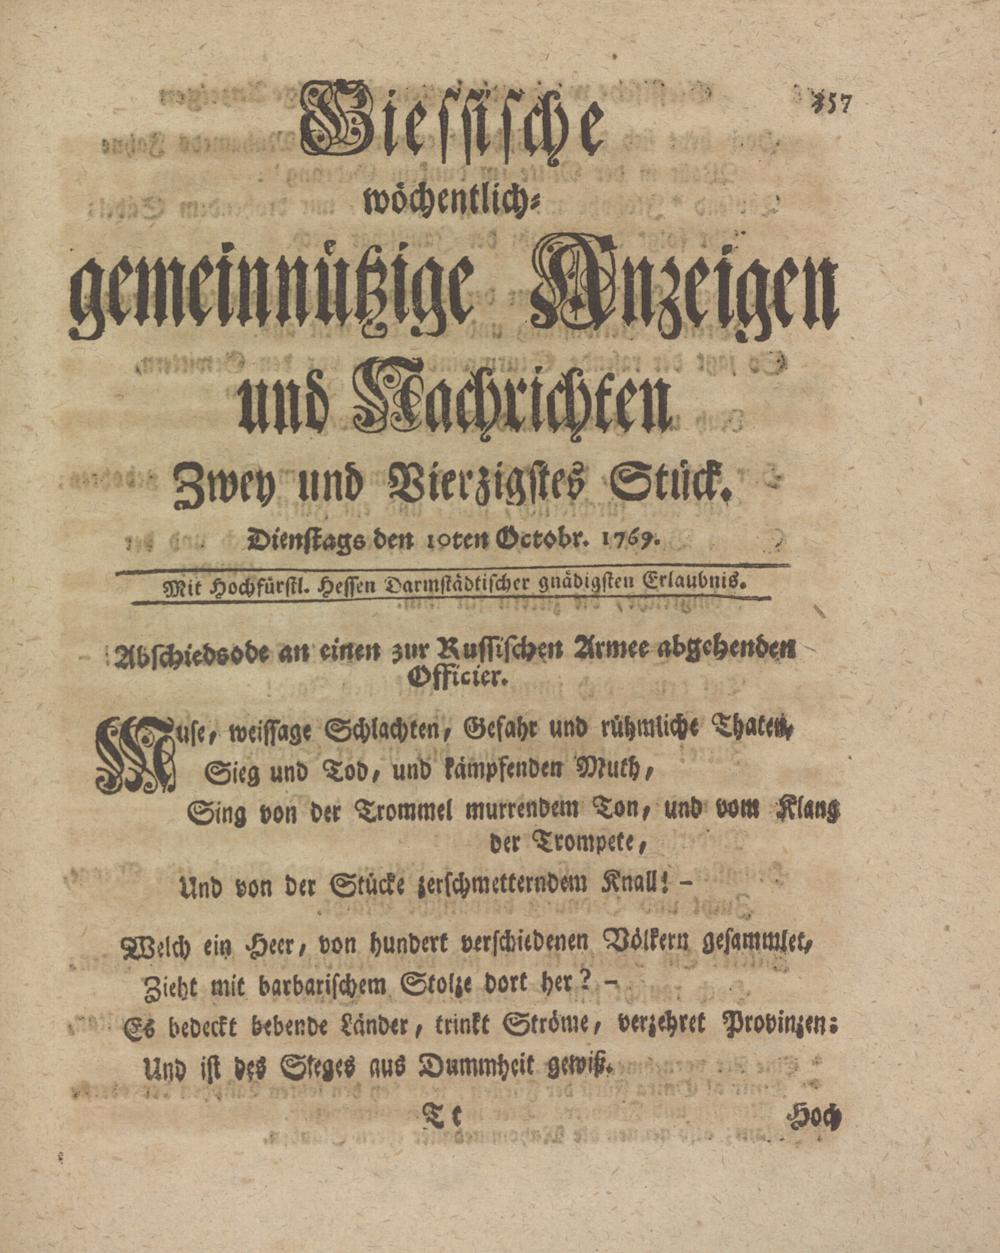 357
Giessische
wöchentlich⸗
gemeinnützige Anzeigen
und Nachrichten
Zwey und Vierzigstes Stück.
Dienstags den 10ten Octobr. 1769.
Mit Hochfürstl. Hessen Darmstädtischer gnädigsten Erlaubnis.
Abschiedsode an einen zur Russischen Armee abgehenden
Officier.
Muse, weissage Schlachten, Gefahr und rühmliche Thaten,
Sieg und Tod, und kämpfenden Muth,
Sing von der Trommel murrendem Ton, und vom Klang
der Trompete,
Und von der Stücke zerschmetterndem Knall! –
Welch ein Heer, von hundert verschiedenen Völkern gesammlet,
Zieht mit barbarischem Stolze dort her? –
Es bedeckt bebende Länder, trinkt Ströme, verzehret Provinzen:
Und ist des Sieges aus Dummheit gewiß.
T t
Hoch